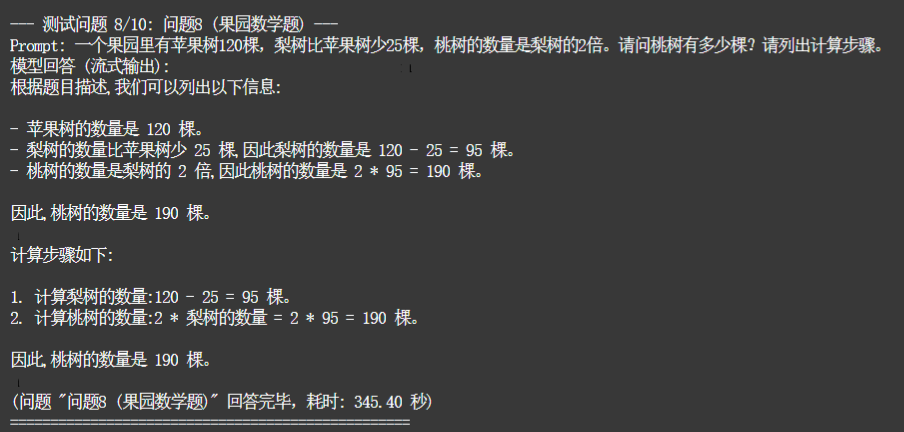 --- 测试问题 8/10: 问题8 (果园数学题) ---
Prompt: 一个果园里有苹果树120棵，梨树比苹果树少25棵，桃树的数量是梨树的2倍。请问桃树有多少棵？请列出计算步骤。
模型回答 (流式输出):
根据题目描述,我们可以列出以下信息:
- 苹果树的数量是 120 棵。
- 梨树的数量比苹果树少 25 棵,因此梨树的数量是 120 - 25 = 95 棵。
- 桃树的数量是梨树的 2 倍,因此桃树的数量是 2 * 95 = 190 棵。
因此,桃树的数量是 190 棵。
计算步骤如下:
1. 计算梨树的数量:120 - 25 = 95 棵。
2. 计算桃树的数量:2 * 梨树的数量 = 2 * 95 = 190 棵。
因此,桃树的数量是 190 棵。
(问题 "问题8 (果园数学题)" 回答完毕, 耗时: 345.40 秒)
==================================================